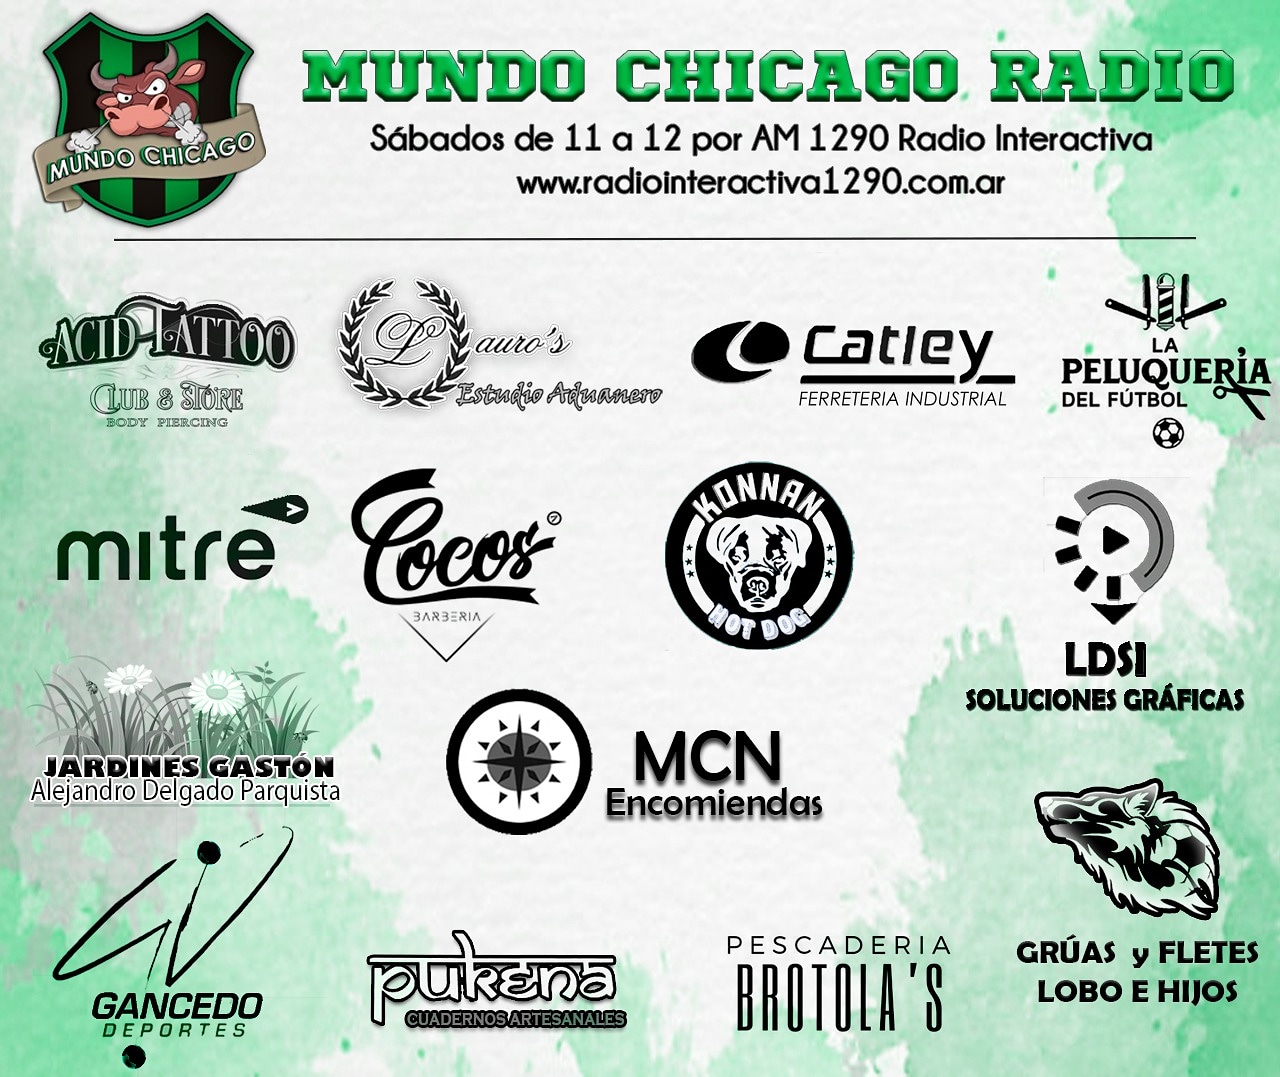 MUNDO CHICAGO
MUNDO CHICAGO RADIO
Sábados de 11 a 12 por AM 1290 Radio Interactiva
www.radiointeractiva1290.com.ar
ACID TATTOO
CLUB & STORE
BODY PIERCING
Lauro's
Estudio Aduanero
Catley
FERRETERIA INDUSTRIAL
LA
PELUQUERÍA
DEL FÚTBOL
mitre
Cocos
BARBERIA
KONNAN
HOT DOG
LDSI
SOLUCIONES GRÁFICAS
JARDINES GASTÓN
Alejandro Delgado Parquista
MCN
Encomiendas
GANCEDO
DEPORTES
PUKENA
CUADERNOS ARTESANALES
PESCADERIA
BROTOLA'S
GRÚAS y FLETES
LOBO E HIJOS